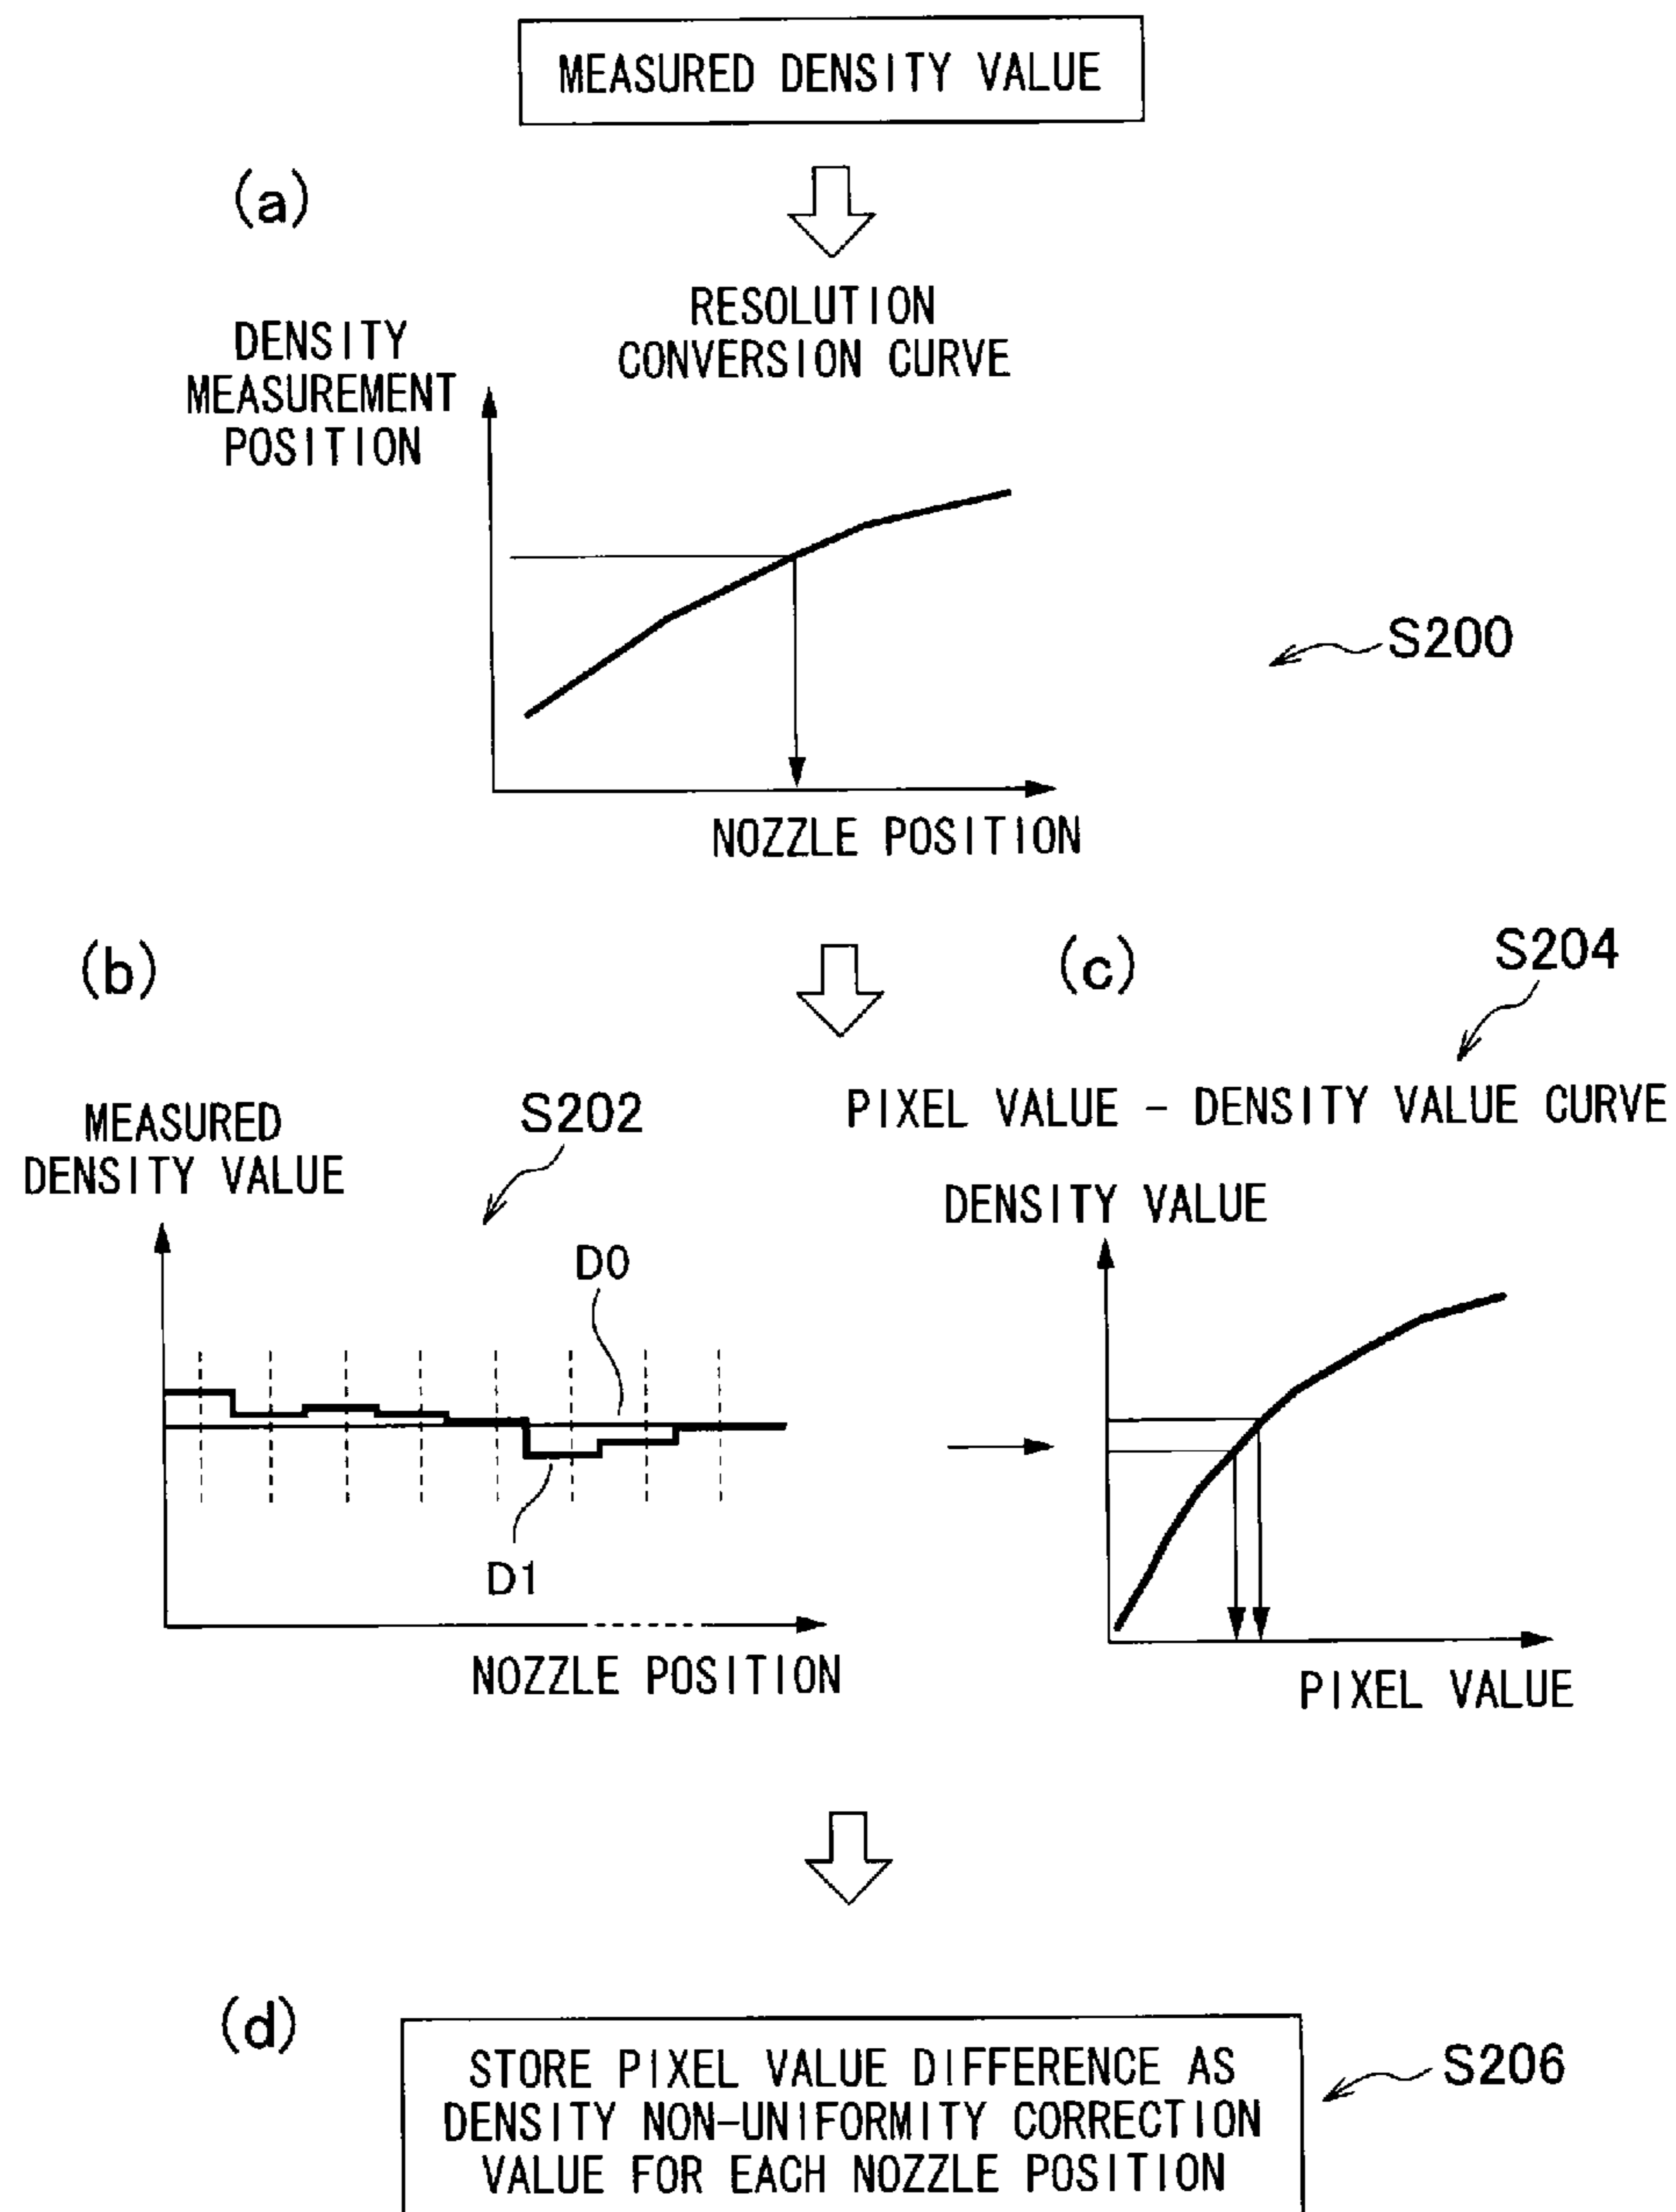 MEASURED DENSITY VALUE
(a)
RESOLUTION
CONVERSION CURVE
DENSITY
MEASUREMENT
POSITION
S200
NOZZLE POSITION
(b)
(c)
S204
MEASURED
DENSITY VALUE
S202
PIXEL VALUE - DENSITY VALUE CURVE
DENSITY VALUE
D0
D1
NOZZLE POSITION
PIXEL VALUE
(d)
STORE PIXEL VALUE DIFFERENCE AS
DENSITY NON-UNIFORMITY CORRECTION
VALUE FOR EACH NOZZLE POSITION
S206